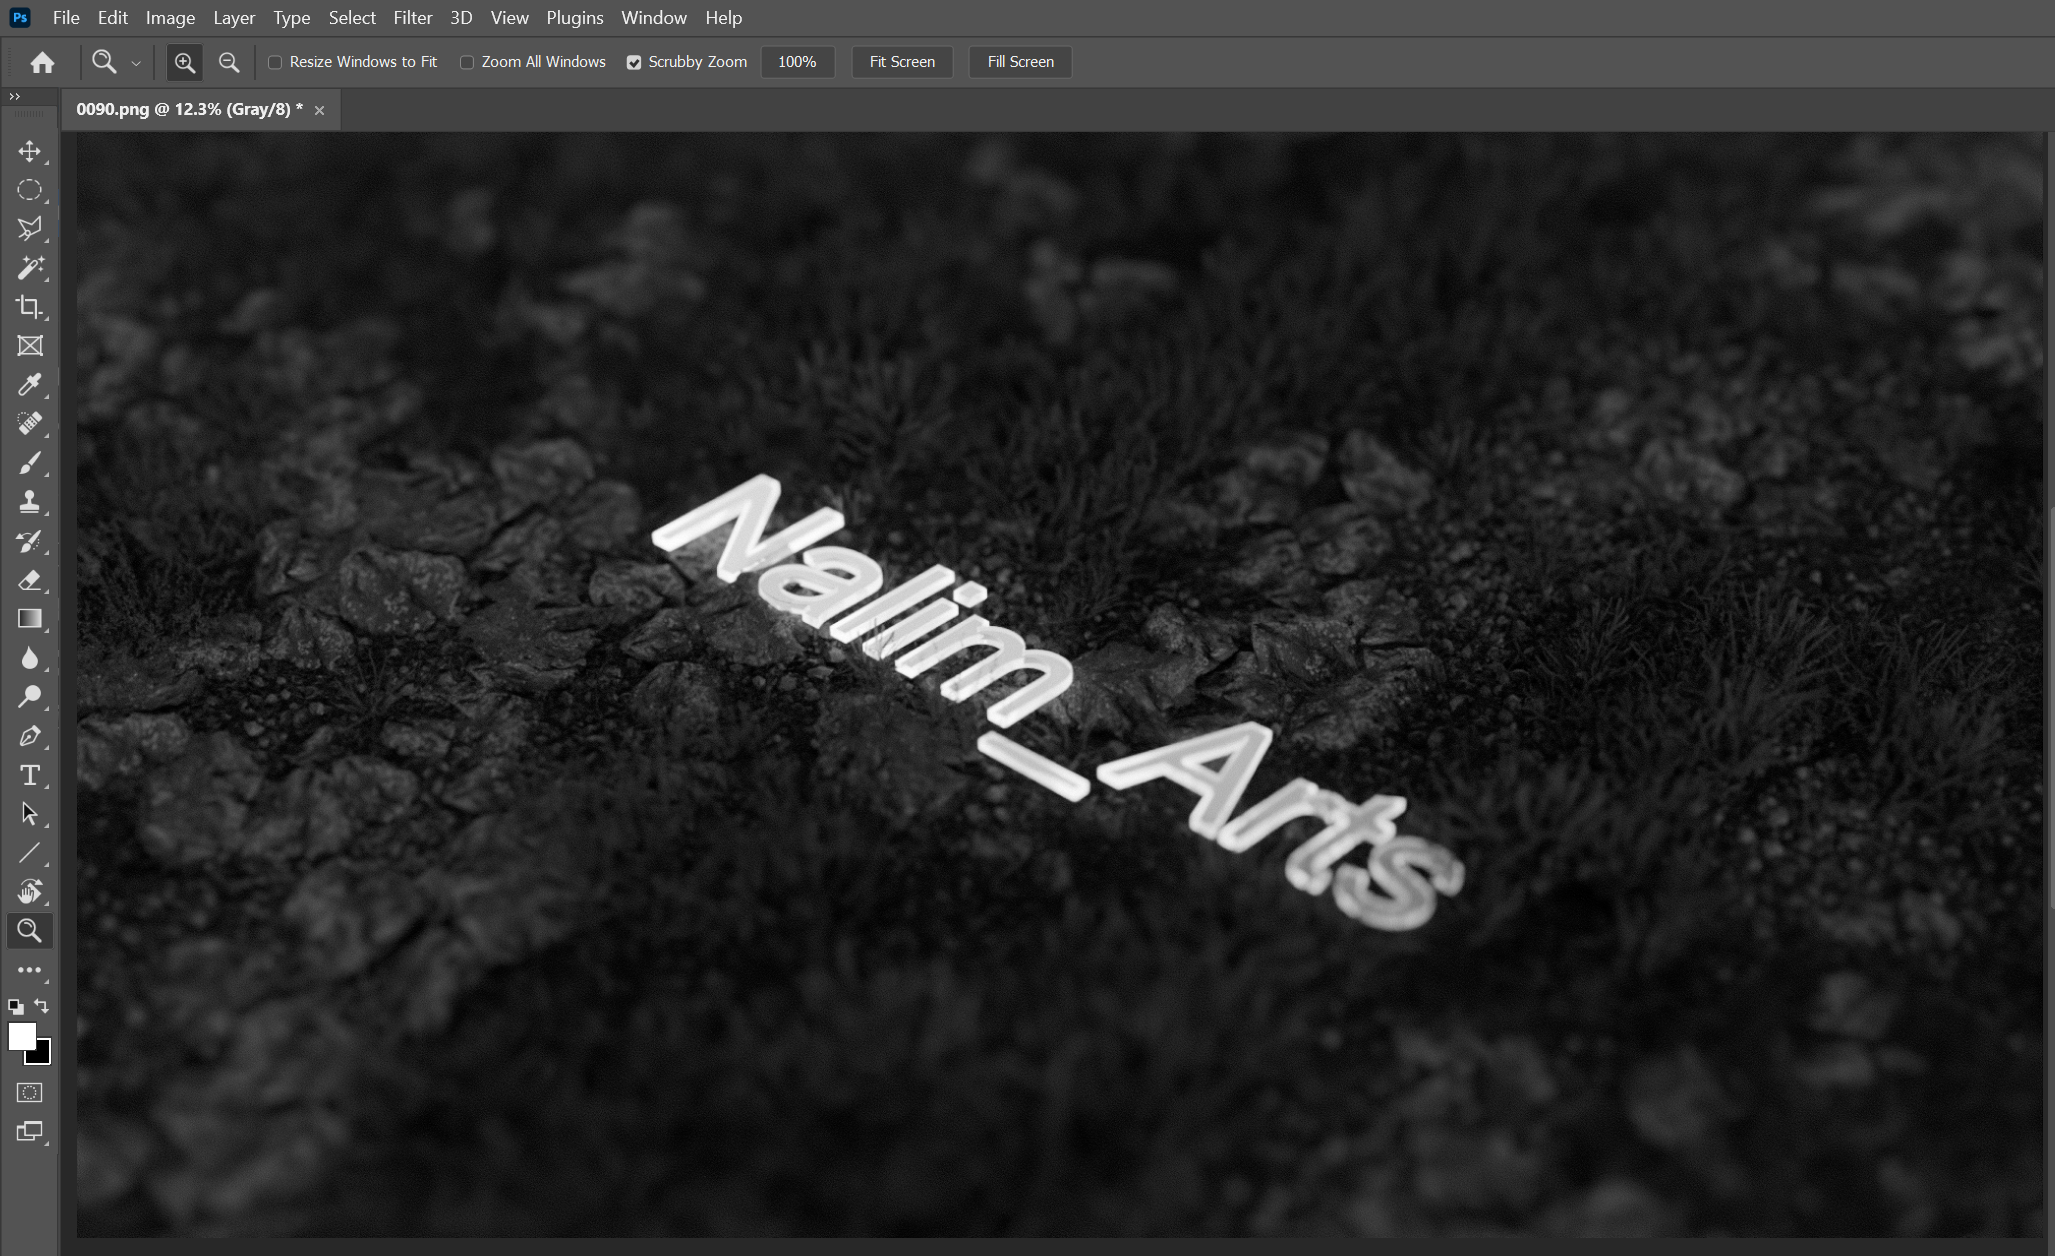 Ps File Edit Image Layer Type Select Filter 3D View Plugins Window Help
Resize Windows to Fit Zoom All Windows Scrubby Zoom 100% Fit Screen Fill Screen
0090.png @ 12.3% (Gray/8) * ×
Nalim_Arts